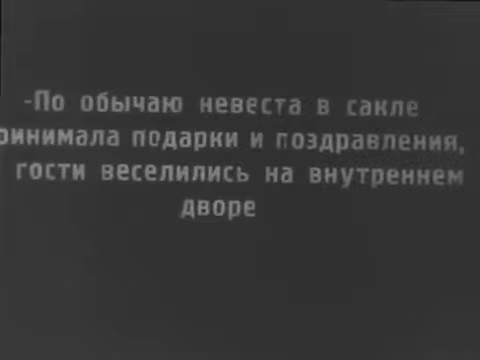 -По обычаю невеста в сакле
ринимала подарки и поздравления,
гости веселились на внутреннем
дворе